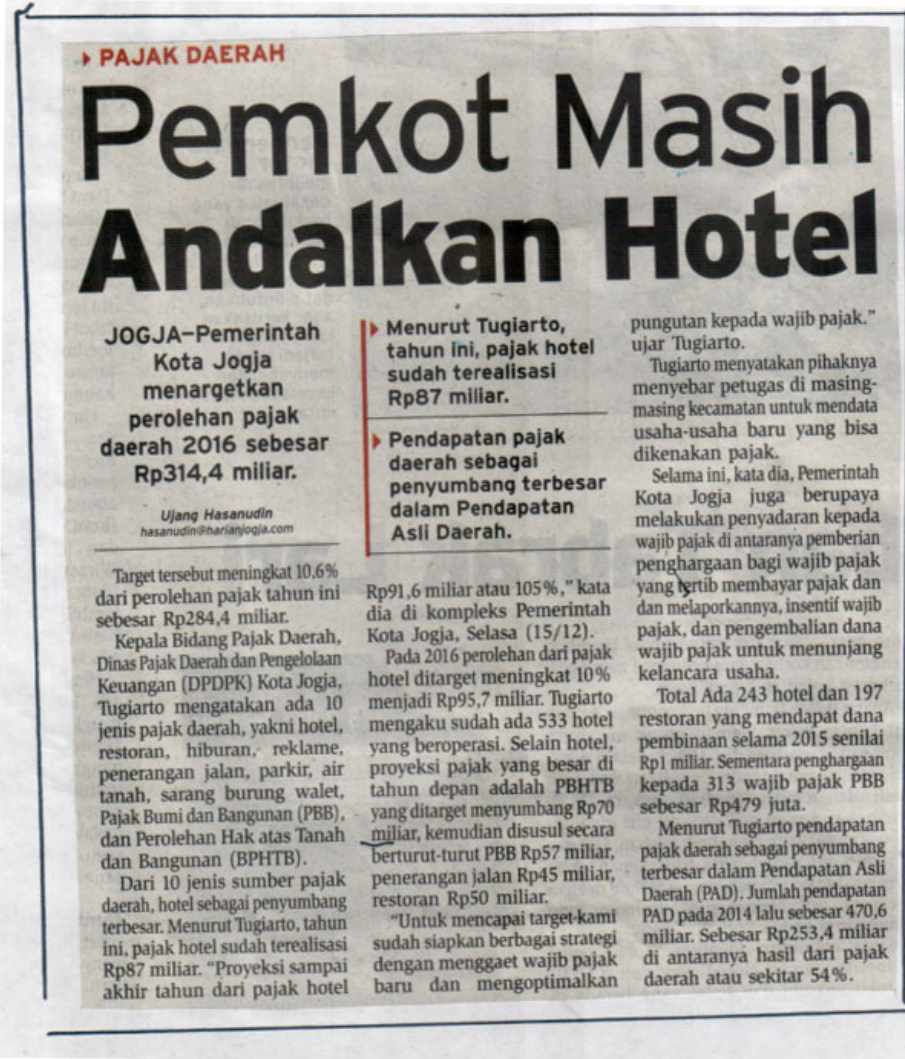 PAJAK DAERAH
Pemkot Masih
Andalkan Hotel
JOGJA–Pemerintah
Kota Jogja
menargetkan
perolehan pajak
daerah 2016 sebesar
Rp314,4 miliar.
Ujang Hasanudin
hasanudin@harianjogja.com
Target tersebut meningkat 10,6%
dari perolehan pajak tahun ini
sebesar Rp284,4 miliar.
Kepala Bidang Pajak Daerah,
Dinas Pajak Daerah dan Pengelolaan
Keuangan (DPDPK) Kota Jogja,
Tugiarto mengatakan ada 10
jenis pajak daerah, yakni hotel,
restoran, hiburan, reklame,
penerangan jalan, parkir, air
tanah, sarang burung walet,
Pajak Bumi dan Bangunan (PBB),
dan Perolehan Hak atas Tanah
dan Bangunan (BPHTB).
Dari 10 jenis sumber pajak
daerah, hotel sebagai penyumbang
terbesar. Menurut Tugiarto, tahun
ini, pajak hotel sudah terealisasi
Rp87 miliar. “Proyeksi sampai
akhir tahun dari pajak hotel
Menurut Tugiarto,
tahun ini, pajak hotel
sudah terealisasi
Rp87 miliar.
Pendapatan pajak
daerah sebagai
penyumbang terbesar
dalam Pendapatan
Asli Daerah.
Rp91,6 miliar atau 105%,” kata
dia di kompleks Pemerintah
Kota Jogja, Selasa (15/12).
Pada 2016 perolehan dari pajak
hotel ditarget meningkat 10%
menjadi Rp95,7 miliar. Tugiarto
mengaku sudah ada 533 hotel
yang beroperasi. Selain hotel,
proyeksi pajak yang besar di
tahun depan adalah PBHTB
yang ditarget menyumbang Rp70
miliar, kemudian disusul secara
berturut-turut PBB Rp57 miliar,
penerangan jalan Rp45 miliar,
restoran Rp50 miliar.
“Untuk mencapai target kami
sudah siapkan berbagai strategi
dengan menggaet wajib pajak
baru dan mengoptimalkan
pungutan kepada wajib pajak.”
ujar Tugiarto.
Tugiarto menyatakan pihaknya
menyebar petugas di masing-
masing kecamatan untuk mendata
usaha-usaha baru yang bisa
dikenakan pajak.
Selama ini, kata dia, Pemerintah
Kota Jogja juga berupaya
melakukan penyadaran kepada
wajib pajak di antaranya pemberian
penghargaan bagi wajib pajak
yang tertib membayar pajak dan
dan melaporkannya, insentif wajib
pajak, dan pengembalian dana
wajib pajak untuk menunjang
kelancara usaha.
Total Ada 243 hotel dan 197
restoran yang mendapat dana
pembinaan selama 2015 senilai
Rp1 miliar. Sementara penghargaan
kepada 313 wajib pajak PBB
sebesar Rp479 juta.
Menurut Tugiarto pendapatan
pajak daerah sebagai penyumbang
terbesar dalam Pendapatan Asli
Daerah (PAD). Jumlah pendapatan
PAD pada 2014 lalu sebesar 470,6
miliar. Sebesar Rp253,4 miliar
di antaranya hasil dari pajak
daerah atau sekitar 54%.